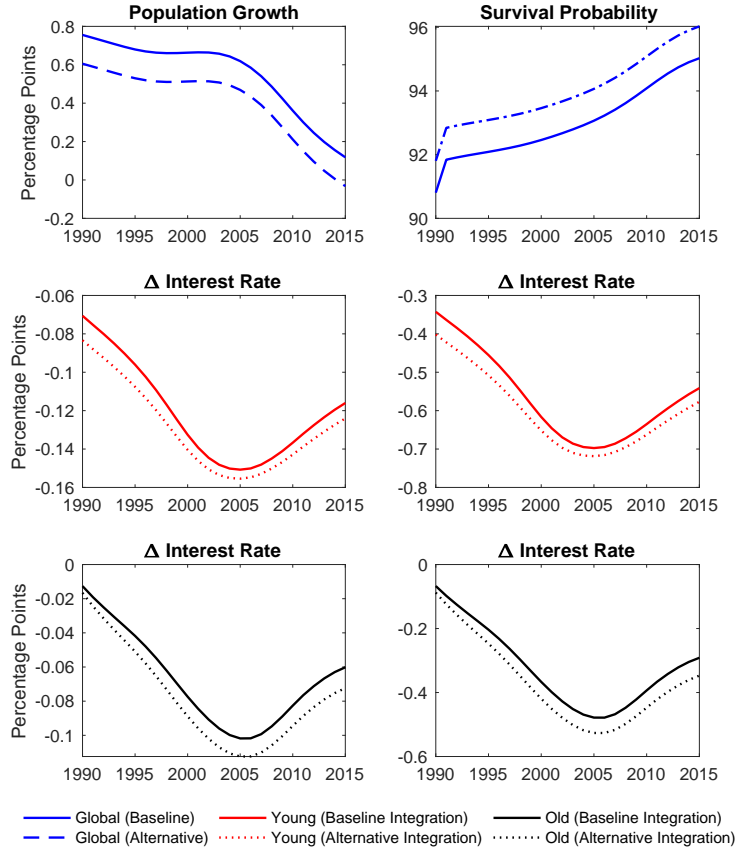 Population Growth
Survival Probability
Percentage Points
0.8
0.6
0.4
0.2
0
-0.2
1990 1995 2000 2005 2010 2015
96
94
92
90
1990 1995 2000 2005 2010 2015
Δ Interest Rate
Δ Interest Rate
Percentage Points
-0.06
-0.08
-0.1
-0.12
-0.14
-0.16
1990 1995 2000 2005 2010 2015
-0.3
-0.4
-0.5
-0.6
-0.7
-0.8
1990 1995 2000 2005 2010 2015
Δ Interest Rate
Δ Interest Rate
Percentage Points
0
-0.02
-0.04
-0.06
-0.08
-0.1
1990 1995 2000 2005 2010 2015
0
-0.2
-0.4
-0.6
1990 1995 2000 2005 2010 2015
Global (Baseline) Young (Baseline Integration) Old (Baseline Integration)
Global (Alternative) Young (Alternative Integration) Old (Alternative Integration)